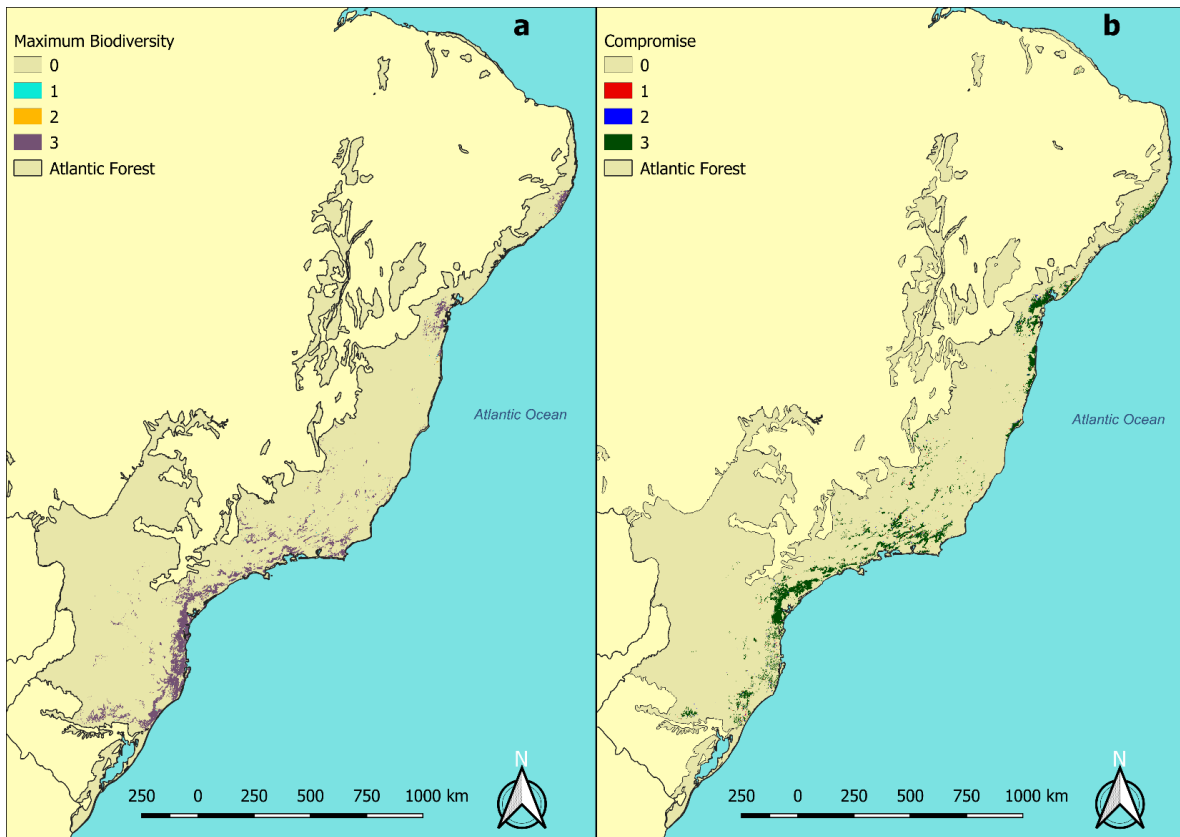 a
Maximum Biodiversity
0
1
2
3
Atlantic Forest
Atlantic Ocean
N
250 0 250 500 750 1000 km
b
Compromise
0
1
2
3
Atlantic Forest
Atlantic Ocean
N
250 0 250 500 750 1000 km